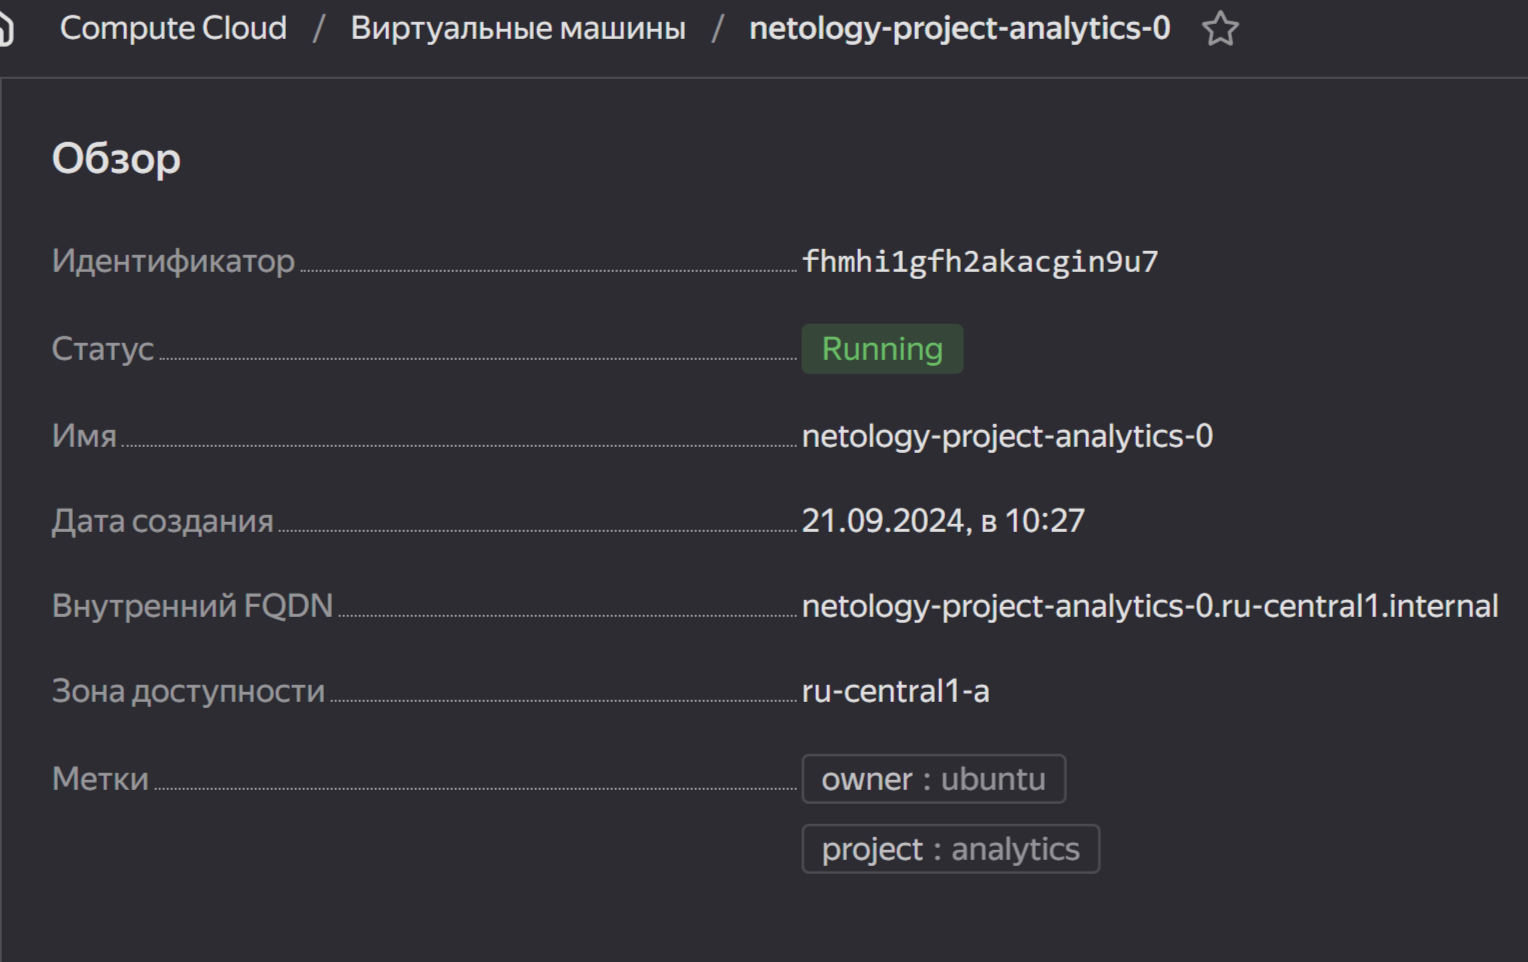 Compute Cloud / Виртуальные машины / netology-project-analytics-0
Обзор
Идентификатор fhmhi1gfh2akacgin9u7
Статус Running
Имя netology-project-analytics-0
Дата создания 21.09.2024, в 10:27
Внутренний FQDN netology-project-analytics-0.ru-central1.internal
Зона доступности ru-central1-a
Метки owner : ubuntu
project : analytics